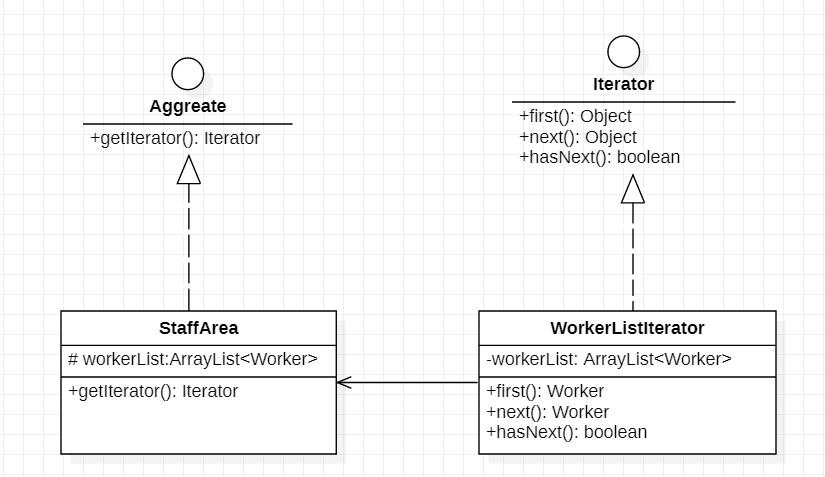 Aggreate
+getIterator(): Iterator
Iterator
+first(): Object
+next(): Object
+hasNext(): boolean
StaffArea
# workerList:ArrayList<Worker>
+getIterator(): Iterator
WorkerListIterator
-workerList: ArrayList<Worker>
+first(): Worker
+next(): Worker
+hasNext(): boolean